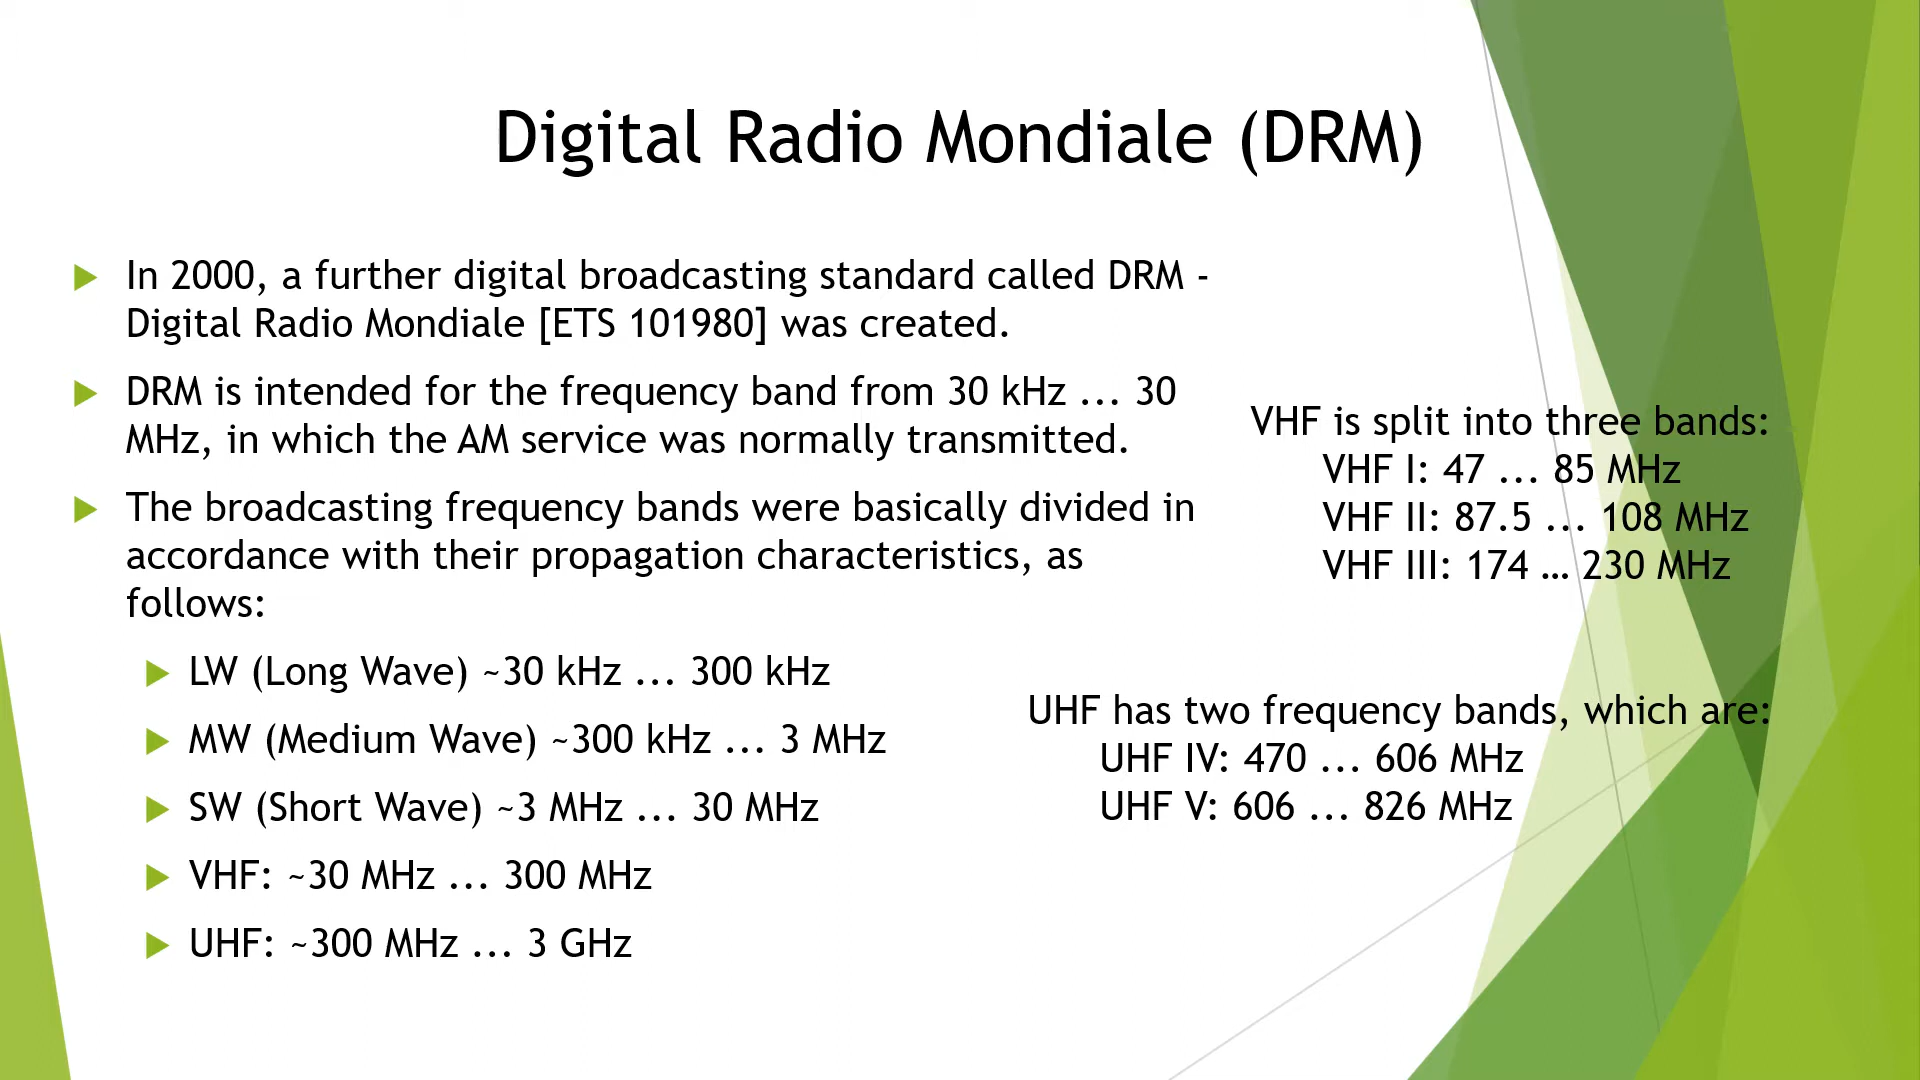 Digital Radio Mondiale (DRM)
In 2000, a further digital broadcasting standard called DRM -
Digital Radio Mondiale [ETS 101980] was created.
DRM is intended for the frequency band from 30 kHz ... 30
MHz, in which the AM service was normally transmitted.
The broadcasting frequency bands were basically divided in
accordance with their propagation characteristics, as
follows:
LW (Long Wave) ~30 kHz ... 300 kHz
MW (Medium Wave) ~300 kHz ... 3 MHz
SW (Short Wave) ~3 MHz ... 30 MHz
VHF: ~30 MHz ... 300 MHz
UHF: ~300 MHz ... 3 GHz
VHF is split into three bands:
VHF I: 47 ... 85 MHz
VHF II: 87.5 ... 108 MHz
VHF III: 174 … 230 MHz
UHF has two frequency bands, which are:
UHF IV: 470 ... 606 MHz
UHF V: 606 ... 826 MHz